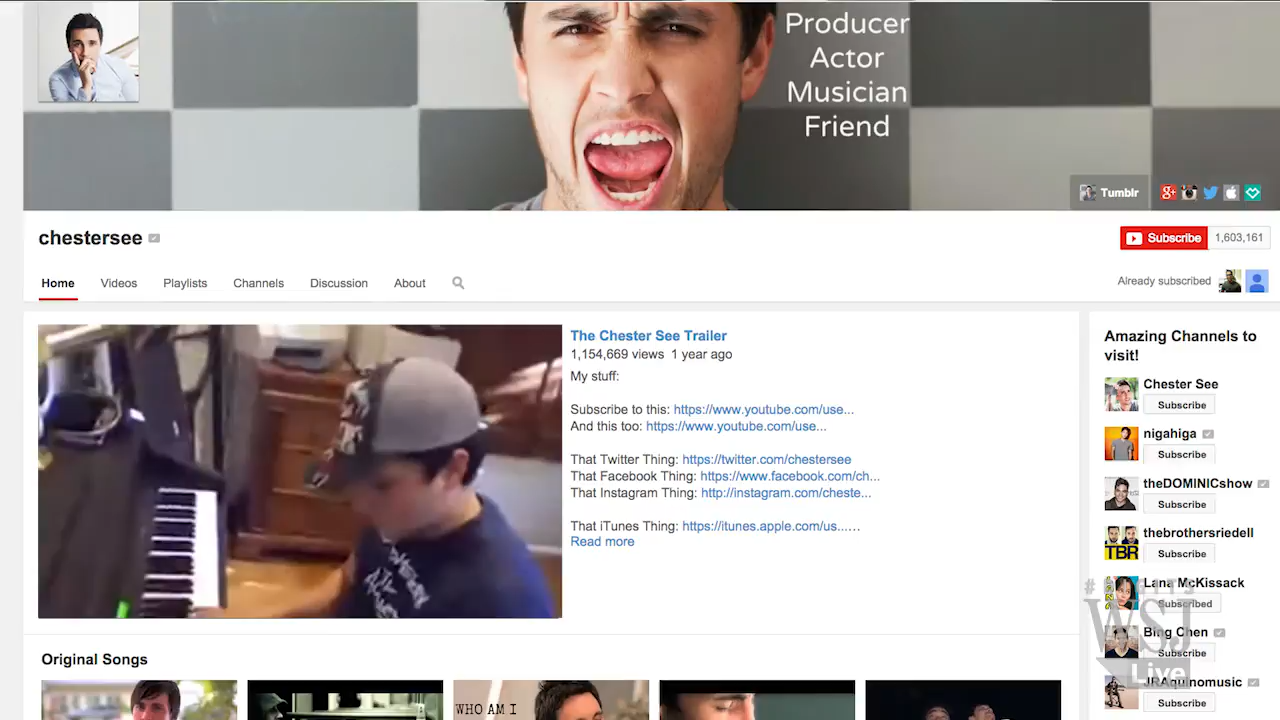 Producer
Actor
Musician
Friend
Tumblr
chestersee
Subscribe 1,603,161
Home Videos Playlists Channels Discussion About
Already subscribed
The Chester See Trailer
1,154,669 views 1 year ago
My stuff:
Subscribe to this: https://www.youtube.com/use...
And this too: https://www.youtube.com/use...
That Twitter Thing: https://twitter.com/chestersee
That Facebook Thing: https://www.facebook.com/ch...
That Instagram Thing: http://instagram.com/cheste...
That iTunes Thing: https://itunes.apple.com/us...…
Read more
Amazing Channels to
visit!
Chester See
Subscribe
nigahiga
Subscribe
theDOMINICshow
Subscribe
thebrothersriedell
Subscribe
TBR
Lana McKissack
Subscribed
Bing Chen
Subscribe
JRAquinomusic
Subscribe
WSJ
Live
Original Songs
WHO AM I